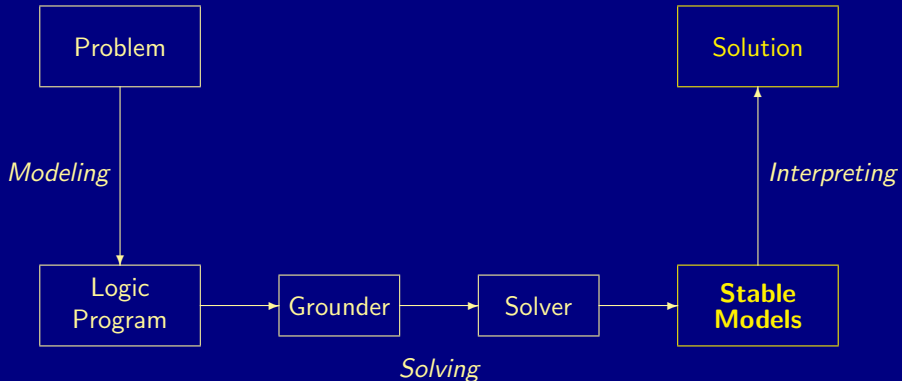 Problem
Solution
Modeling
Interpreting
Logic
Program
Grounder
Solver
Stable
Models
Solving